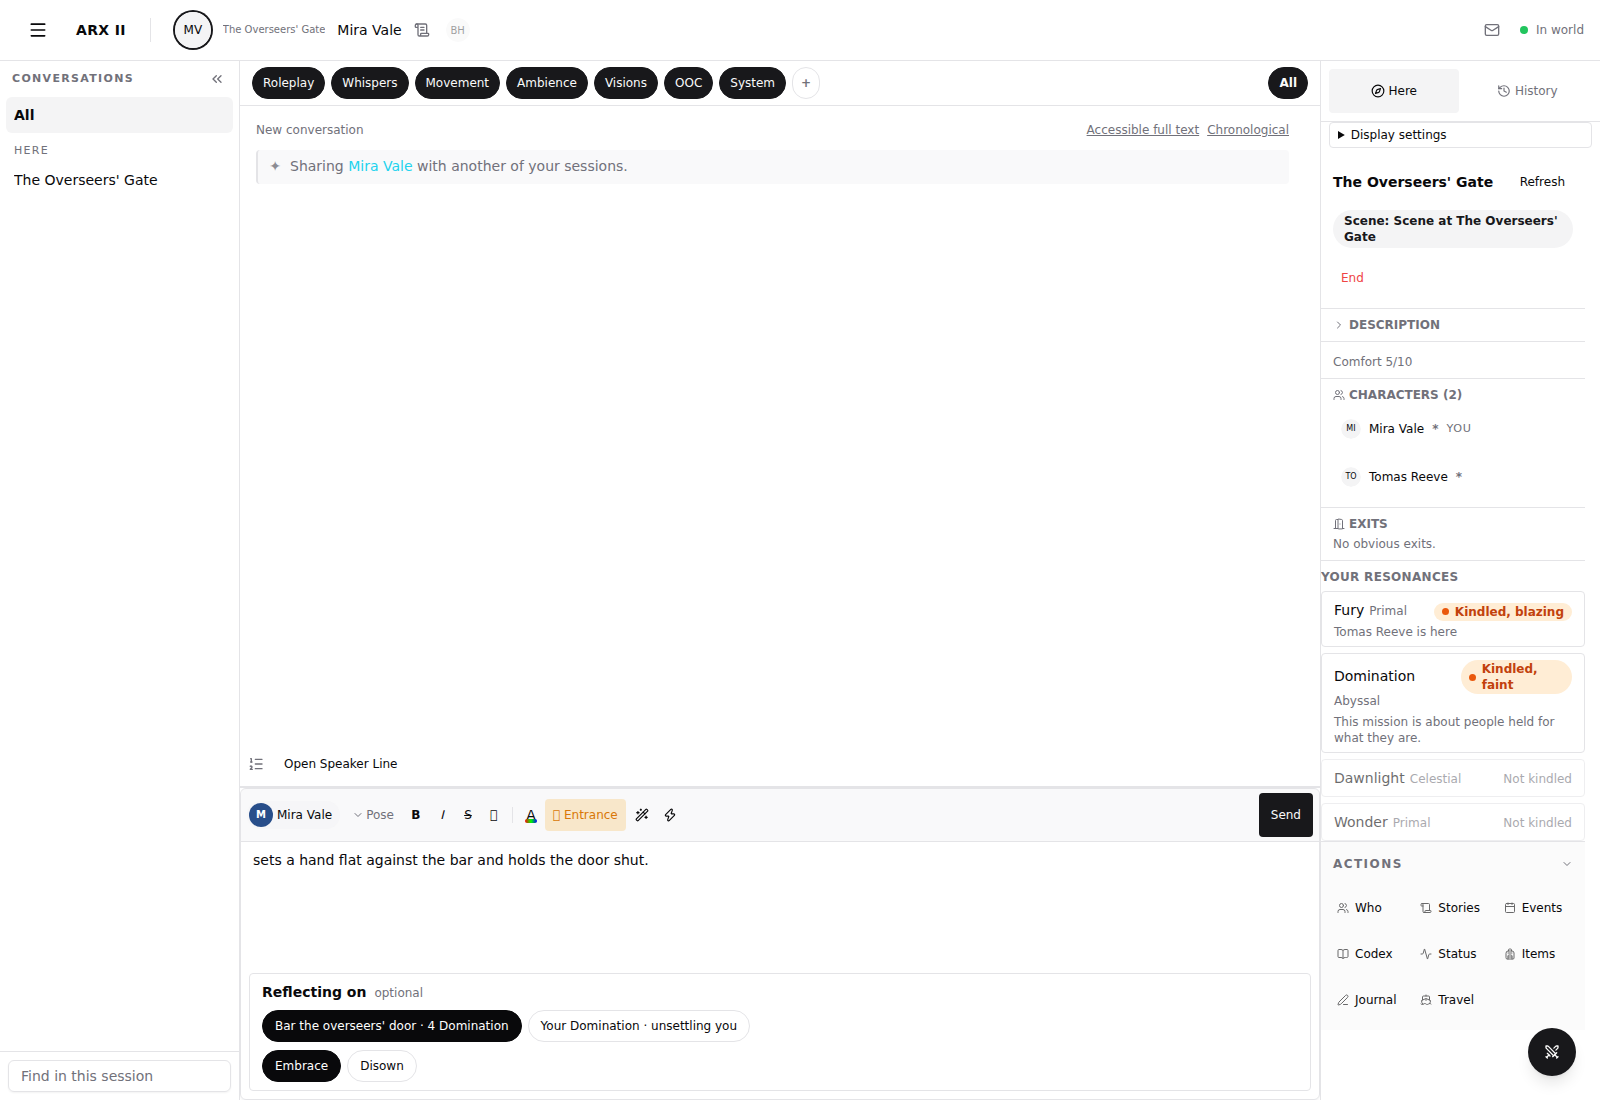 ARX II
MV
The Overseers' Gate
Mira Vale
BH
In world
CONVERSATIONS
All
HERE
The Overseers' Gate
Find in this session
Roleplay
Whispers
Movement
Ambience
Visions
OOC
System
+
All
New conversation
Accessible full text
Chronological
Sharing Mira Vale with another of your sessions.
Open Speaker Line
M
Mira Vale
Pose
B
I
S
A
Entrance
Send
sets a hand flat against the bar and holds the door shut.
Reflecting on optional
Bar the overseers' door · 4 Domination
Your Domination · unsettling you
Embrace
Disown
Here
History
Display settings
The Overseers' Gate
Refresh
Scene: Scene at The Overseers'
Gate
End
DESCRIPTION
Comfort 5/10
CHARACTERS (2)
MI
Mira Vale * YOU
TO
Tomas Reeve *
EXITS
No obvious exits.
YOUR RESONANCES
Fury Primal
Kindled, blazing
Tomas Reeve is here
Domination
Kindled,
faint
Abyssal
This mission is about people held for
what they are.
Dawnlight Celestial
Not kindled
Wonder Primal
Not kindled
ACTIONS
Who
Stories
Events
Codex
Status
Items
Journal
Travel